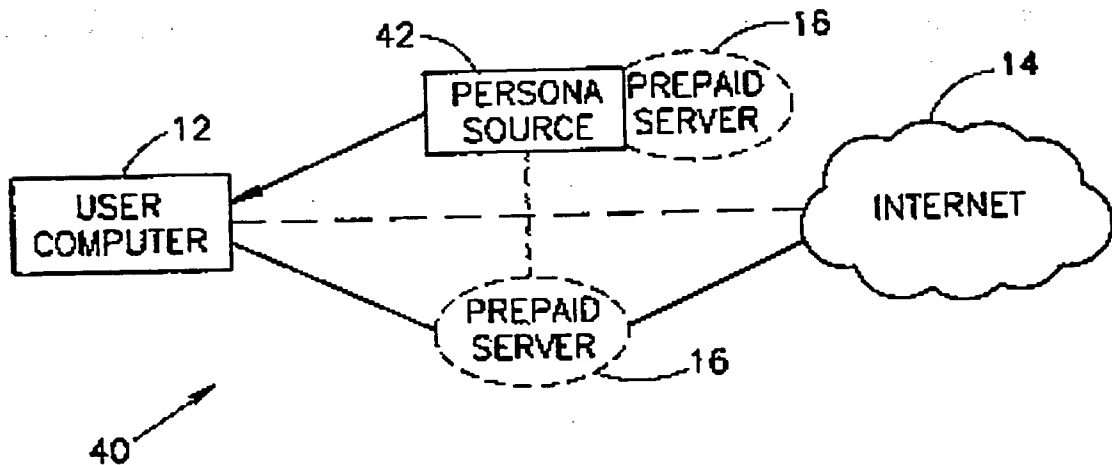 42
16
14
PERSONA
SOURCE
PREPAID
SERVER
12
USER
COMPUTER
INTERNET
PREPAID
SERVER
16
40